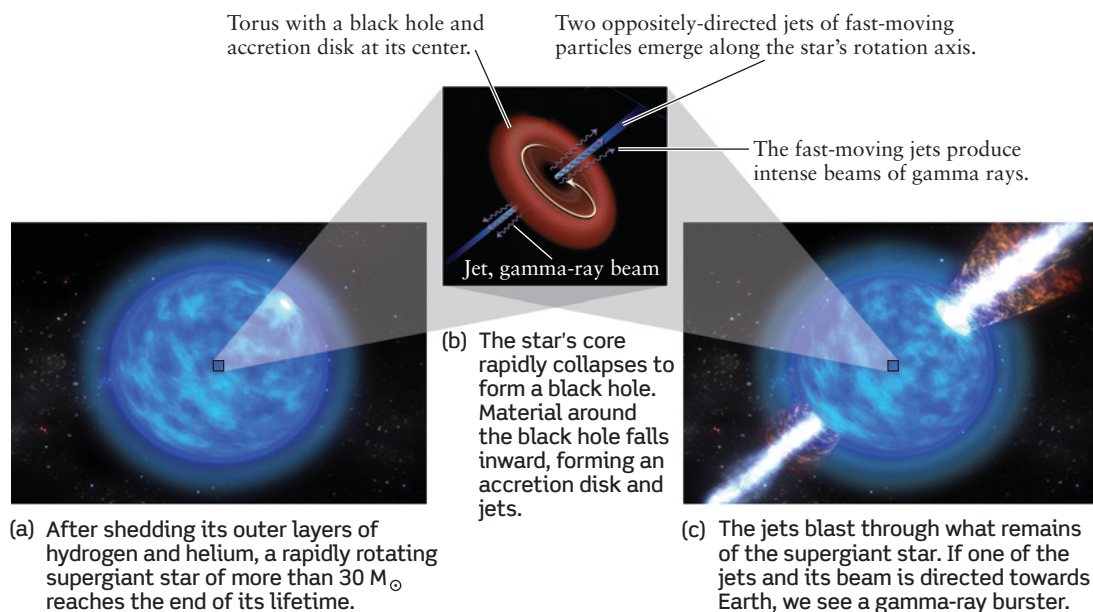 Torus with a black hole and
accretion disk at its center.
Two oppositely-directed jets of fast-moving
particles emerge along the star’s rotation axis.
The fast-moving jets produce
intense beams of gamma rays.
Jet, gamma-ray beam
(a) After shedding its outer layers of
hydrogen and helium, a rapidly rotating
supergiant star of more than 30 M☉
reaches the end of its lifetime.
(b) The star's core
rapidly collapses to
form a black hole.
Material around
the black hole falls
inward, forming an
accretion disk and
jets.
(c) The jets blast through what remains
of the supergiant star. If one of the
jets and its beam is directed towards
Earth, we see a gamma-ray burster.